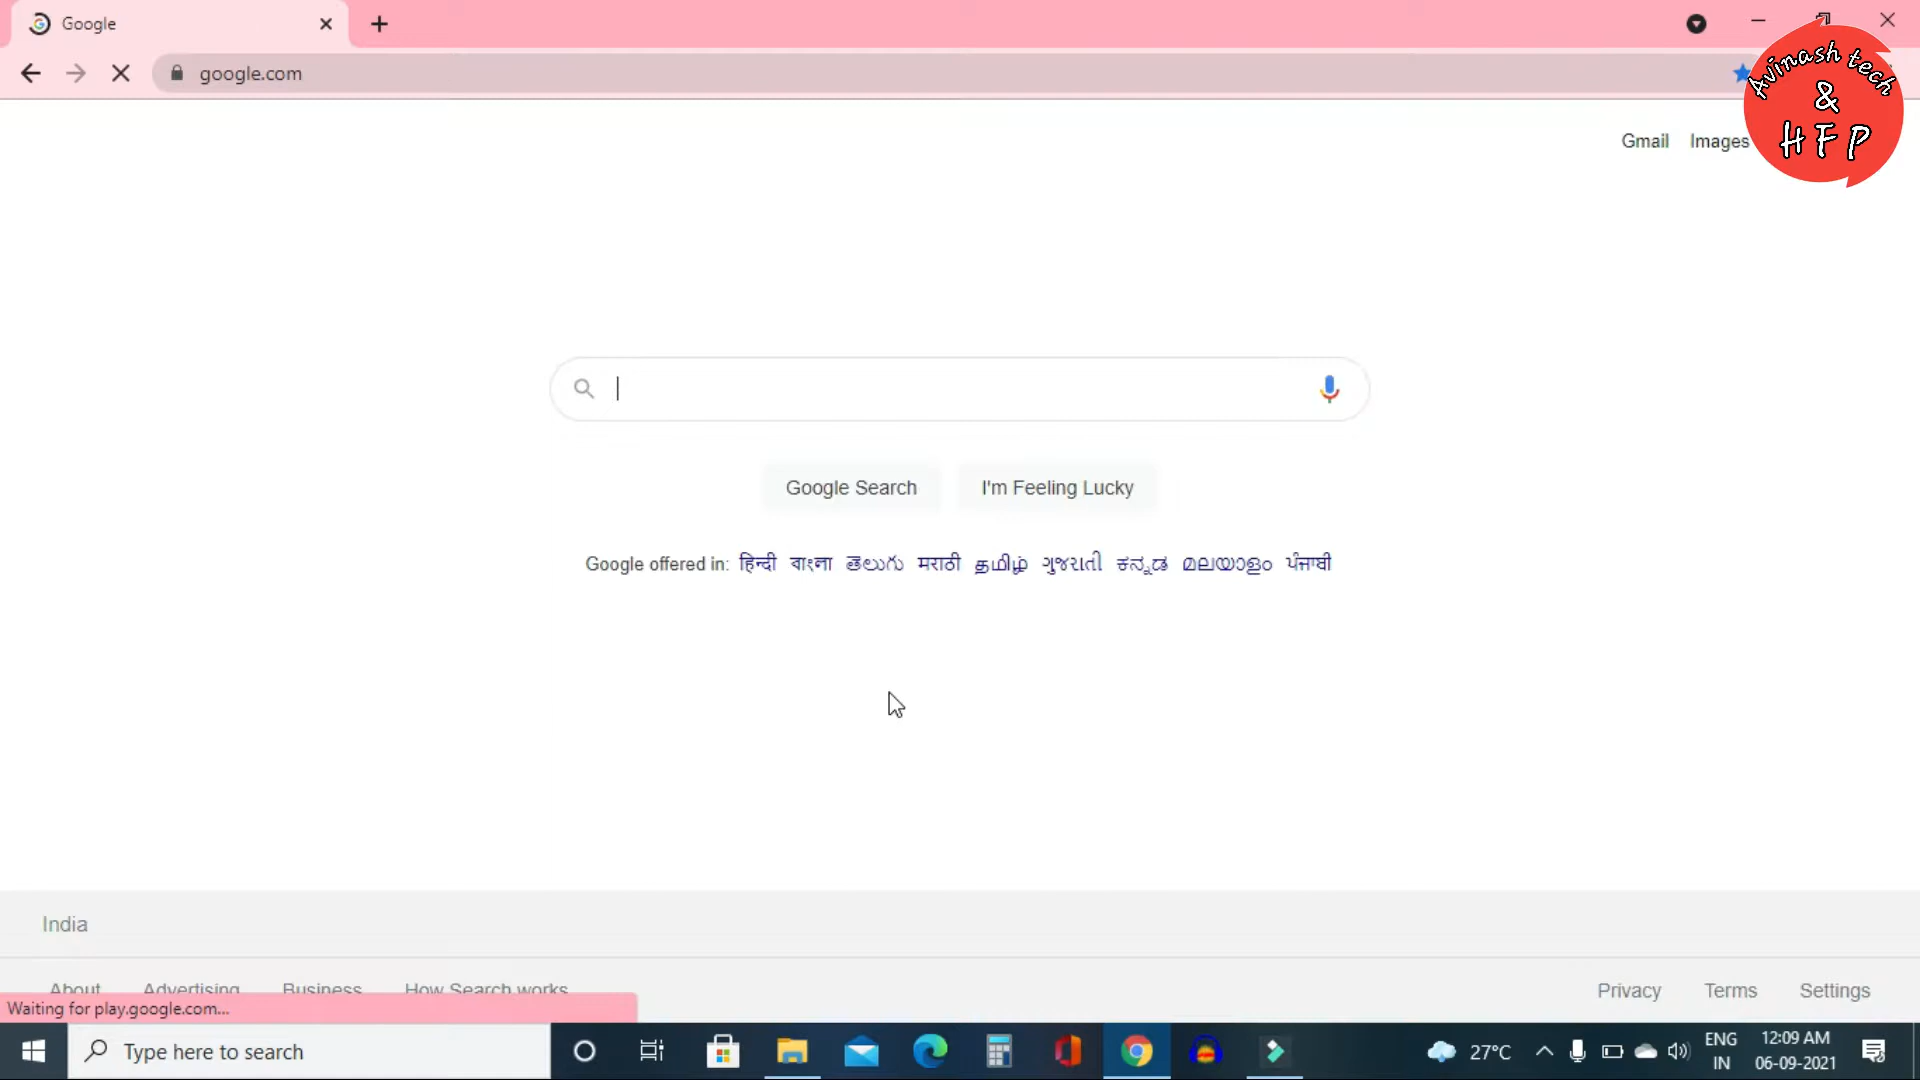 Google
google.com
Avinash tech
&
HFP
Gmail Images
Google Search I'm Feeling Lucky
Google offered in: हिन्दी বাংলা తెలుగు मराठी தமிழ் ગુજરાતી ಕನ್ನಡ മലയാളം ਪੰਜਾਬੀ
India
About Advertising Business How Search works
Privacy Terms Settings
Waiting for play.google.com...
Type here to search
27°C
ENG
IN
12:09 AM
06-09-2021